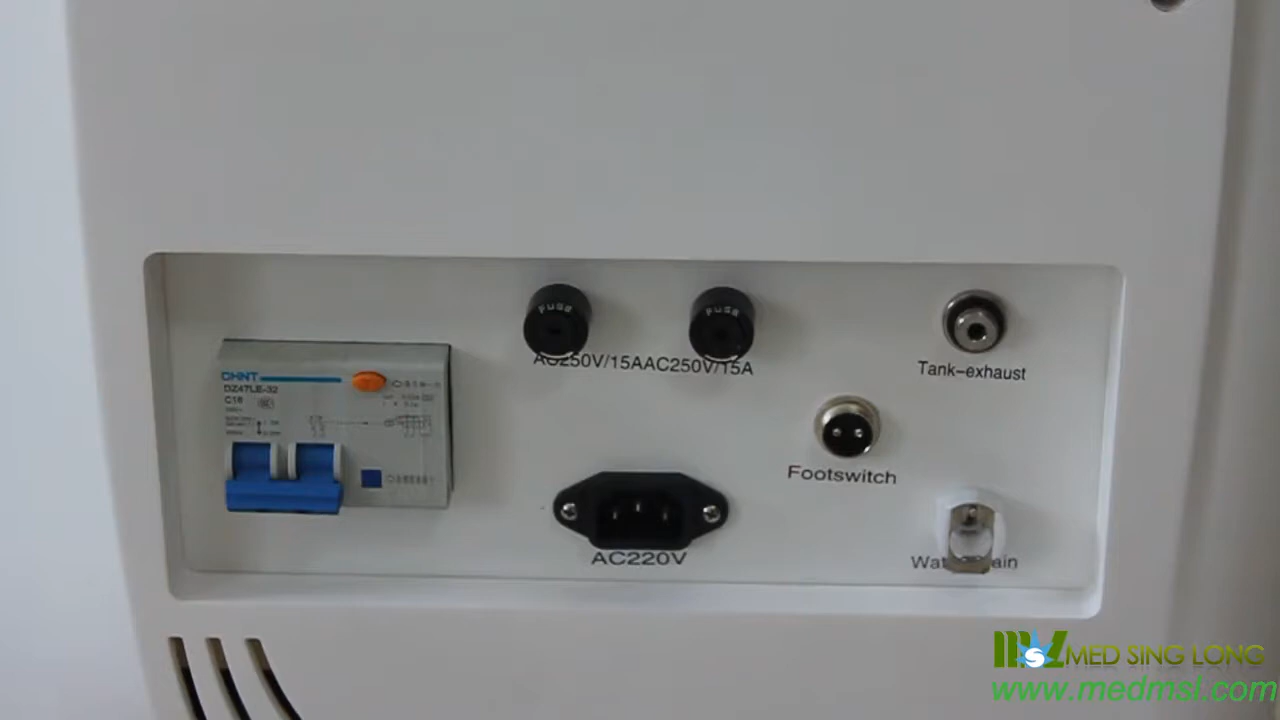 FUSE
FUSE
AC250V/15AAC250V/15A
Tank-exhaust
CHNT
DZ47LE-32
C16
Footswitch
AC220V
MSL MED SING LONG
www.medmsl.com